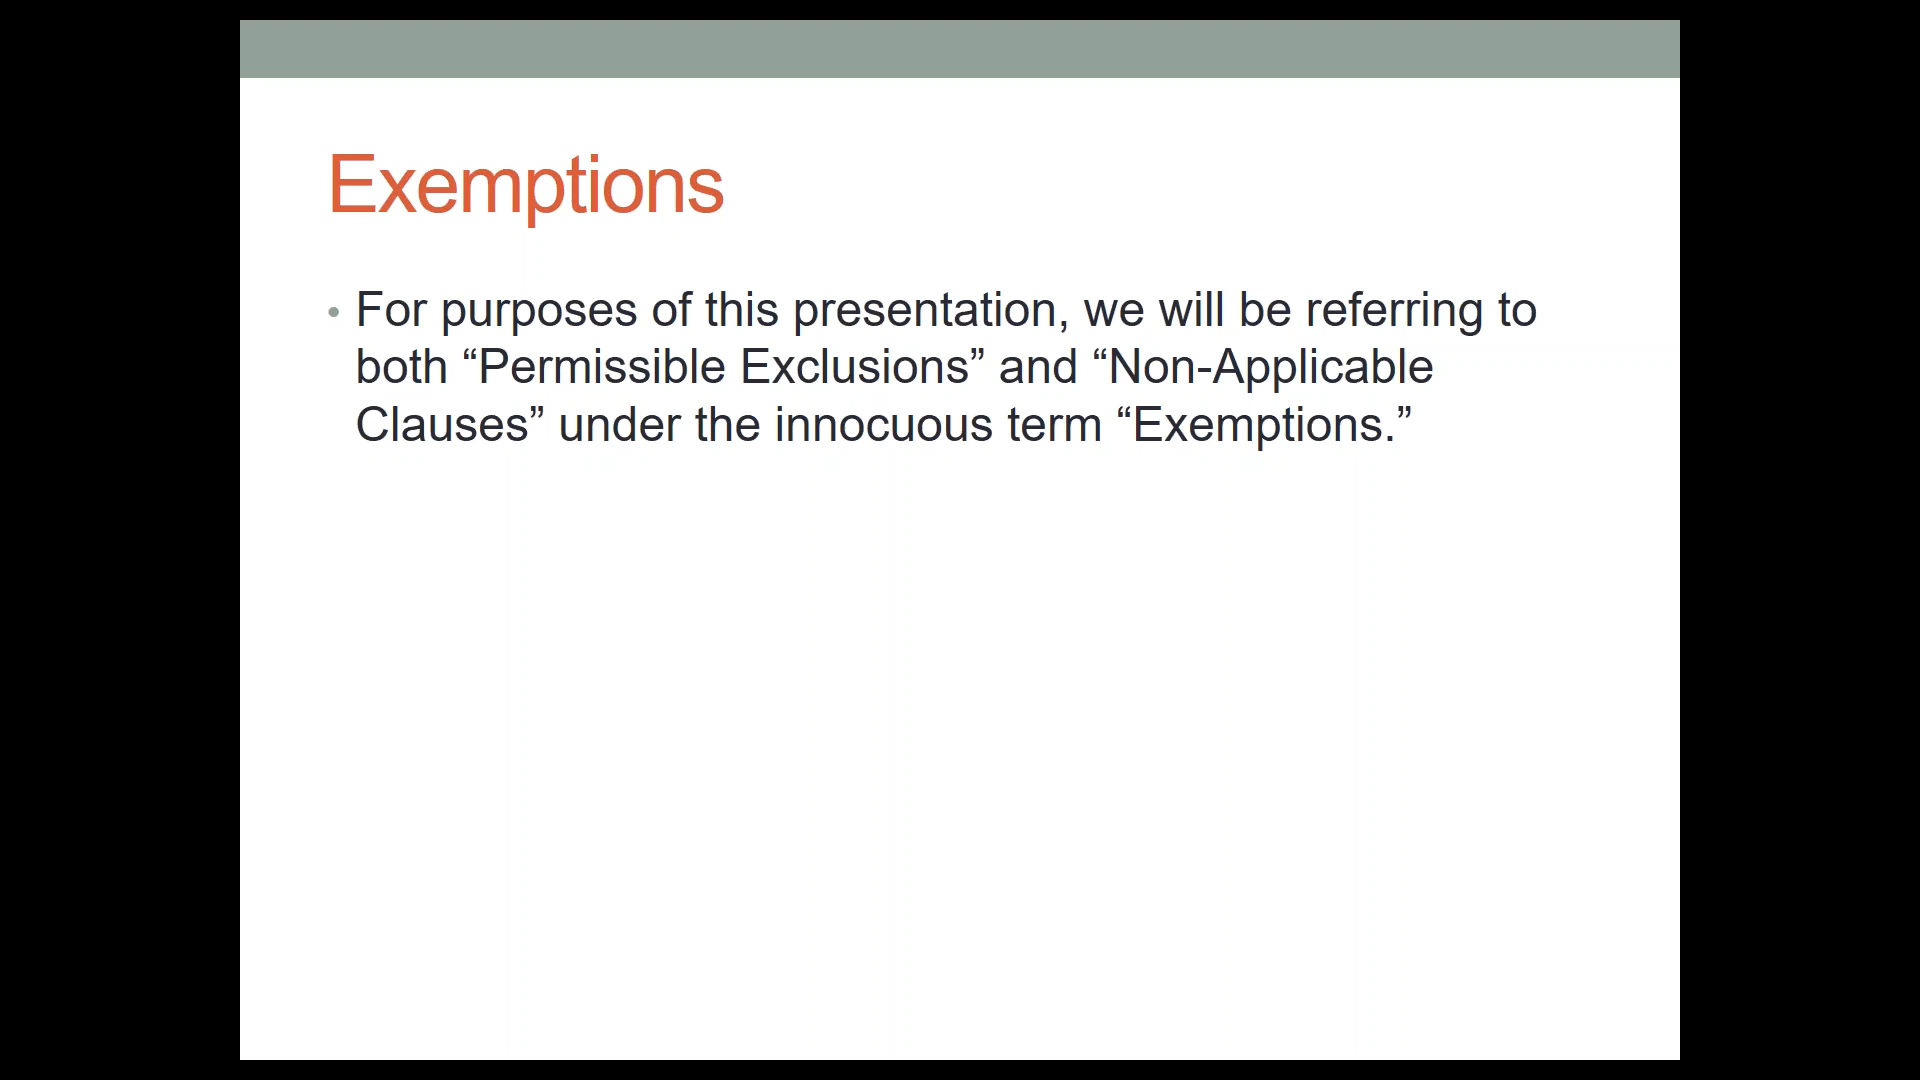 Exemptions
• For purposes of this presentation, we will be referring to
both “Permissible Exclusions” and “Non-Applicable
Clauses” under the innocuous term “Exemptions.”